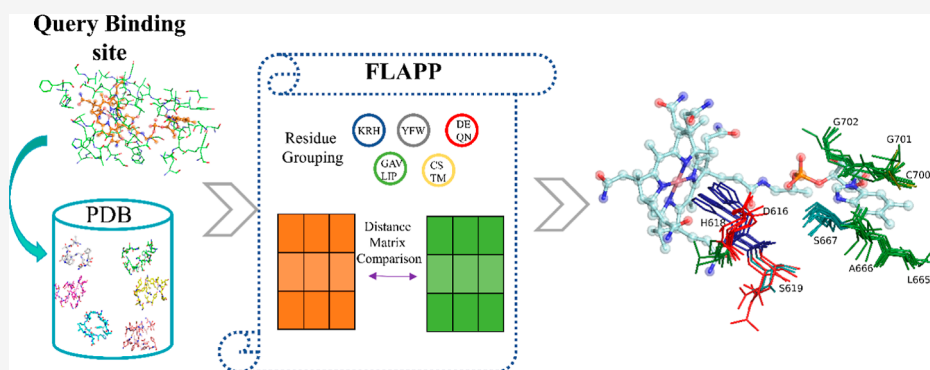 Query Binding
site
PDB
FLAPP
Residue
Grouping
KRH
YFW
DE
QN
GAV
LIP
CS
TM
Distance
Matrix
Comparison
G702
G701
C700
H618
D616
S667
A666
L665
S619